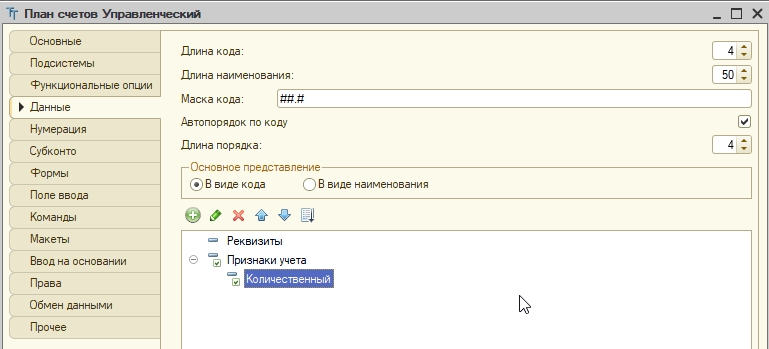 План счетов Управленческий
Основные
Подсистемы
Функциональные опции
Данные
Нумерация
Субконто
Формы
Поле ввода
Команды
Макеты
Ввод на основании
Права
Обмен данными
Прочее
Длина кода: 4
Длина наименования: 50
Маска кода: ##.#
Автопорядок по коду
Длина порядка: 4
Основное представление
В виде кода В виде наименования
Реквизиты
Признаки учета
Количественный